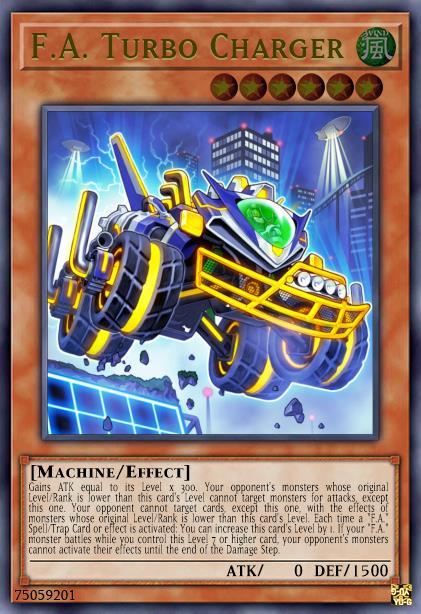 F.A. Turbo Charger
WIND
風
[Machine/Effect]
Gains ATK equal to its Level x 300. Your opponent's monsters whose original
Level/Rank is lower than this card's Level cannot target monsters for attacks, except
this one. Your opponent cannot target cards, except this one, with the effects of
monsters whose original Level/Rank is lower than this card's Level. Each time a "F.A."
Spell/Trap Card or effect is activated: You can increase this card's Level by 1. If your "F.A."
monster battles while you control this Level 7 or higher card, your opponent's monsters
cannot activate their effects until the end of the Damage Step.
ATK/ 0 DEF/1500
75059201